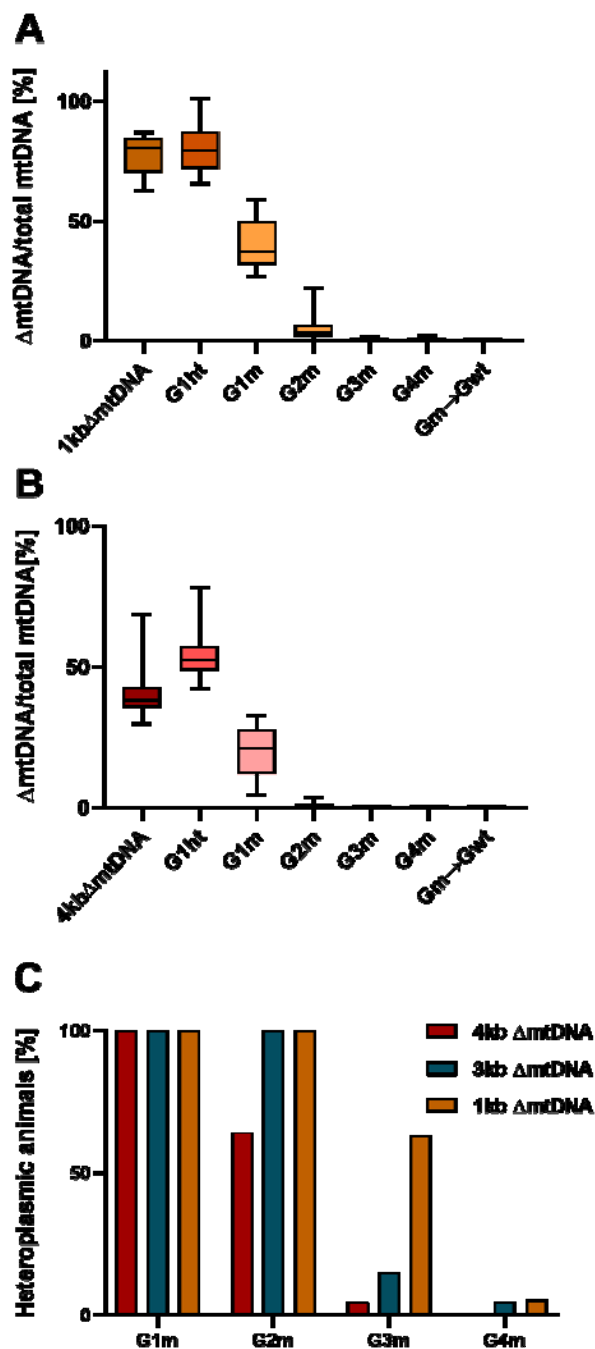 A
ΔmtDNA/total mtDNA [%]
100
50
0
1kbΔmtDNA
G1ht
G1m
G2m
G3m
G4m
Gm→Gwt
B
ΔmtDNA/total mtDNA[%]
100
50
0
4kbΔmtDNA
G1ht
G1m
G2m
G3m
G4m
Gm→Gwt
C
Heteroplasmic animals [%]
100
50
0
4kb ΔmtDNA
3kb ΔmtDNA
1kb ΔmtDNA
G1m
G2m
G3m
G4m